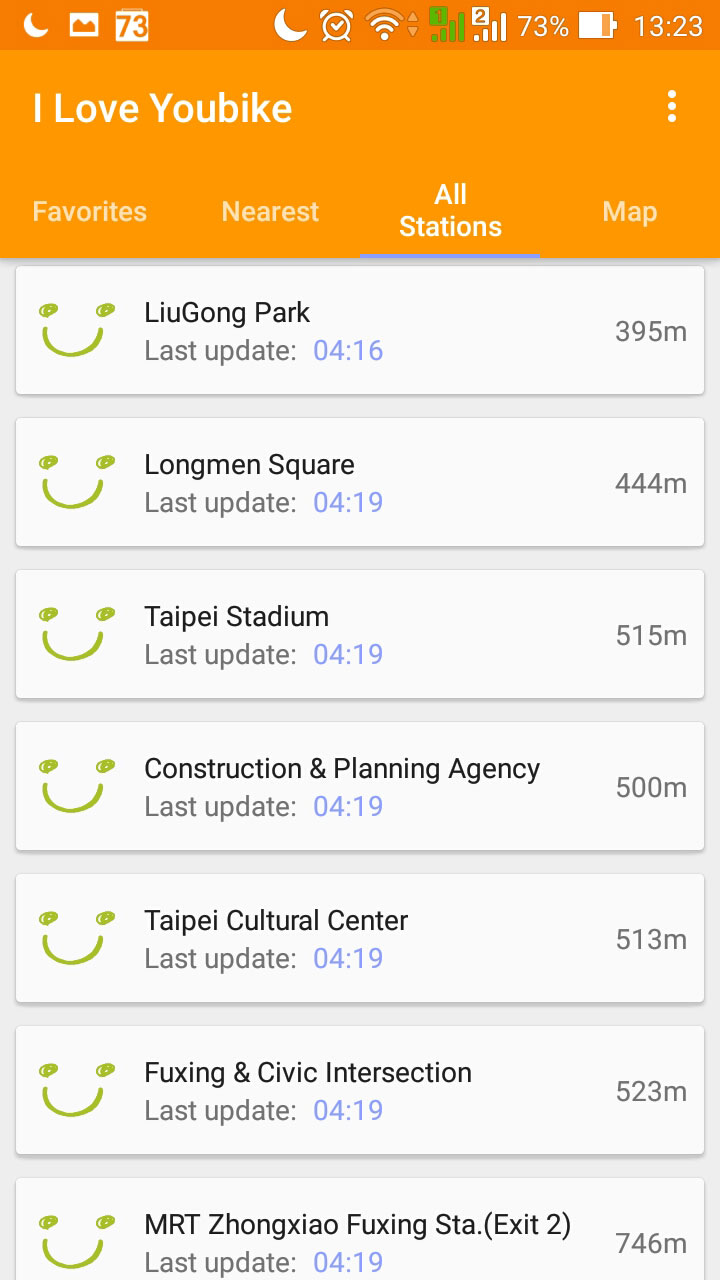 73
1
2
73%
13:23
I Love Youbike
Favorites
Nearest
All
Stations
Map
LiuGong Park
Last update: 04:16
395m
Longmen Square
Last update: 04:19
444m
Taipei Stadium
Last update: 04:19
515m
Construction & Planning Agency
Last update: 04:19
500m
Taipei Cultural Center
Last update: 04:19
513m
Fuxing & Civic Intersection
Last update: 04:19
523m
MRT Zhongxiao Fuxing Sta.(Exit 2)
Last update: 04:19
746m